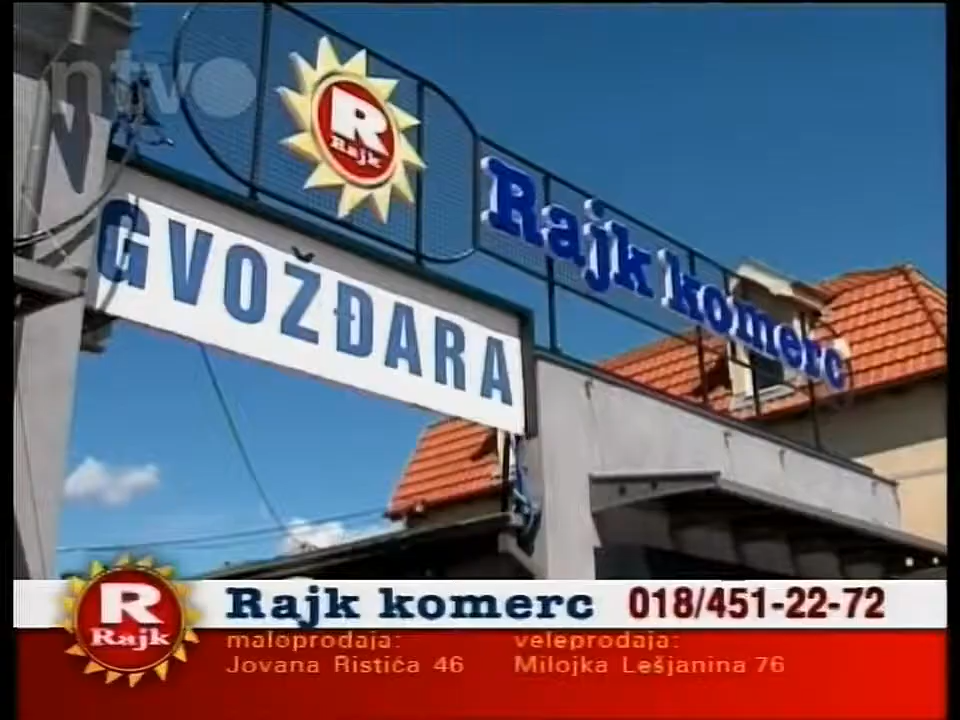 ntv
R
Rajk
Rajk komerc
GVOŽĐARA
R
Rajk
Rajk komerc 018/451-22-72
maloprodaja: veleprodaja:
Jovana Ristića 46 Milojka Lešjanina 76